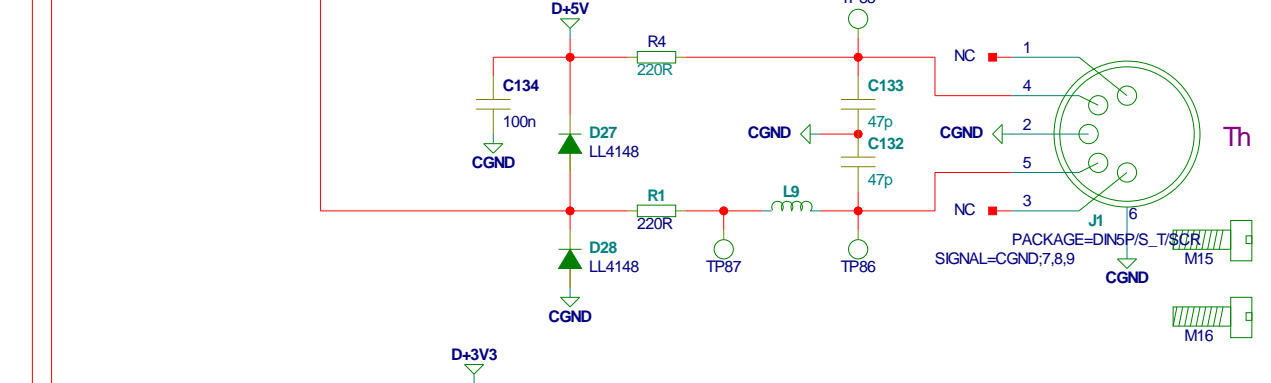 D+5V
R4
220R
NC
1
C134
100n
C133
47p
4
D27
LL4148
CGND
CGND
2
Th
CGND
C132
47p
5
R1
220R
L9
NC
3
J1
6
D28
LL4148
TP87
TP86
PACKAGE=DIN5P/S_T/SCR
SIGNAL=CGND;7,8,9
M15
CGND
CGND
M16
D+3V3